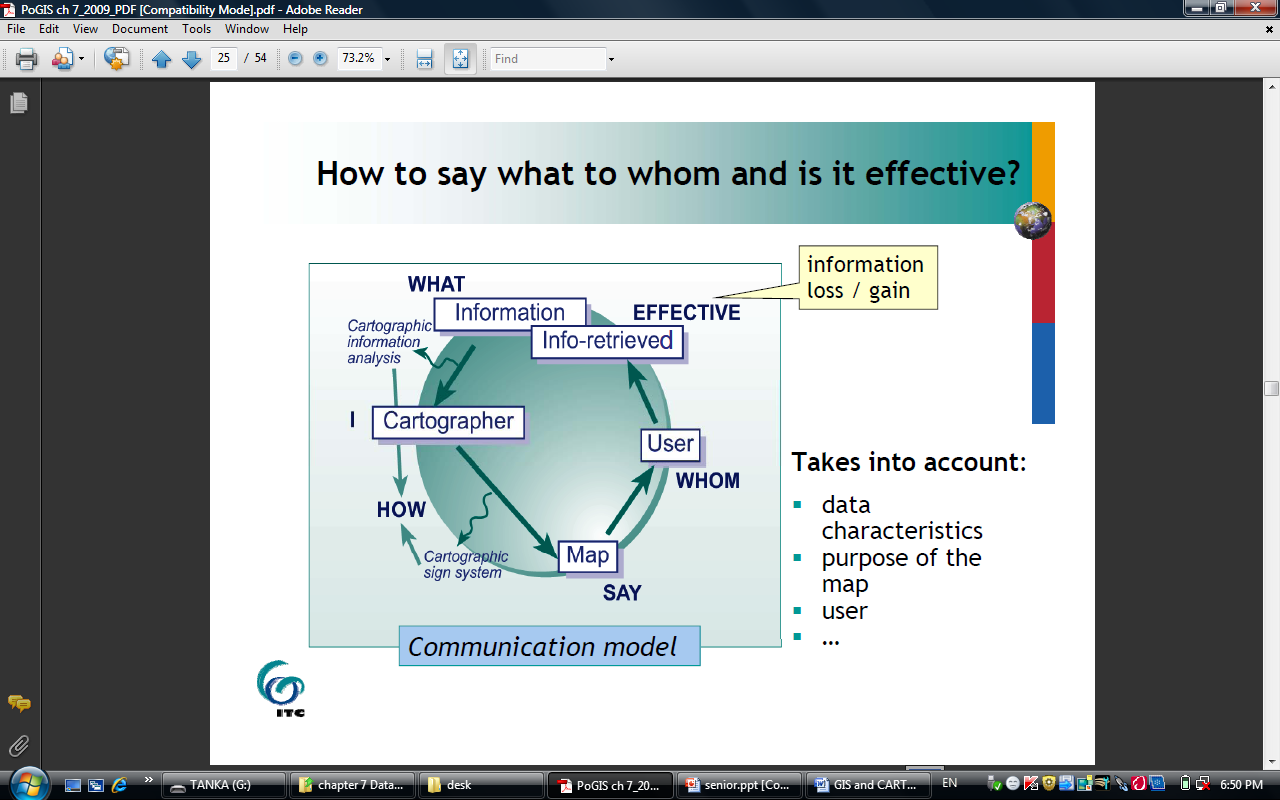 PoGIS ch 7_2009_PDF [Compatibility Mode].pdf - Adobe Reader
File Edit View Document Tools Window Help
25 / 54 73.2% Find
How to say what to whom and is it effective?
information
loss / gain
WHAT
Information
EFFECTIVE
Info-retrieved
Cartographic
information
analysis
I
Cartographer
User
WHOM
HOW
Map
Cartographic
sign system
SAY
Communication model
Takes into account:
▪ data
characteristics
▪ purpose of the
map
▪ user
▪ …
ITC
TANKA (G:) chapter 7 Data... desk PoGIS ch 7_20... senior.ppt [Co... GIS and CART... EN 6:50 PM